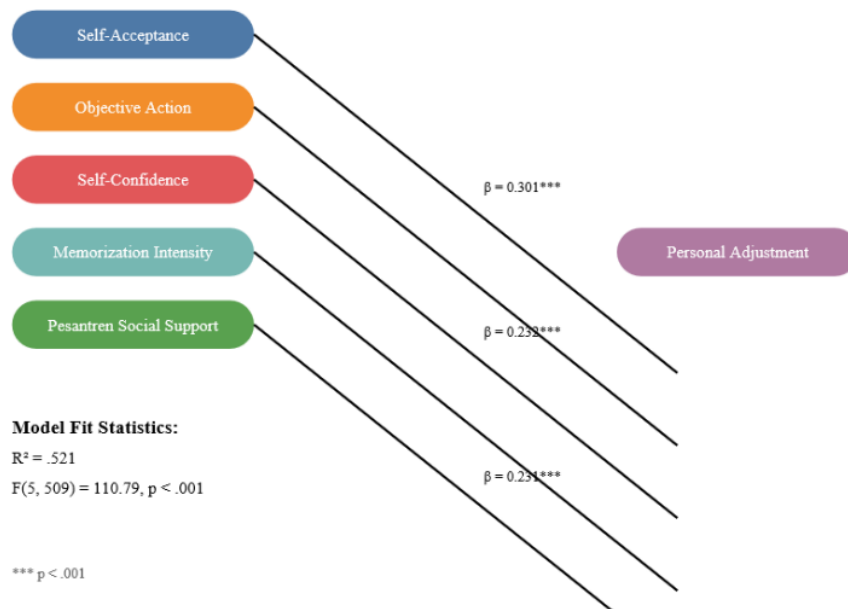 Self-Acceptance
Objective Action
β = 0.301***
Self-Confidence
Memorization Intensity
Personal Adjustment
Pesantren Social Support
β = 0.232***
Model Fit Statistics:
R² = .521
β = 0.231***
F(5, 509) = 110.79, p < .001
*** p < .001